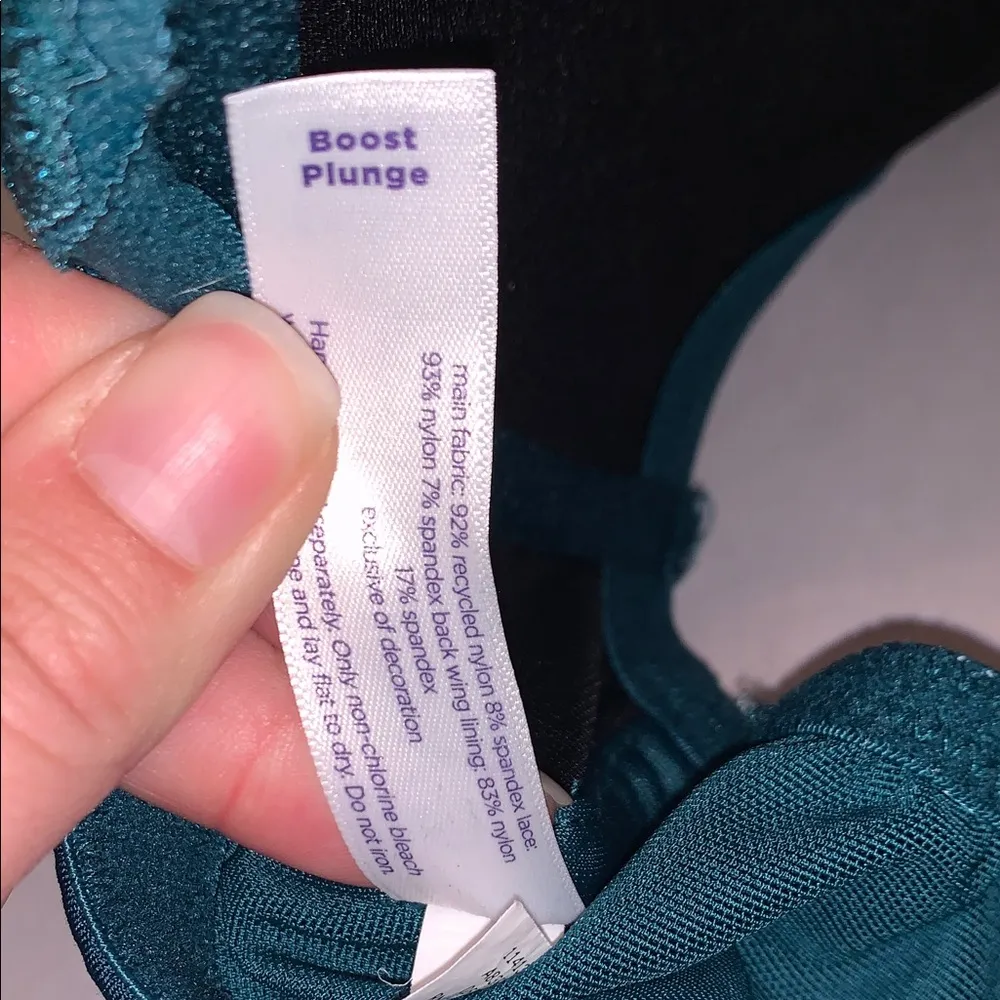 Boost
Plunge
main fabric: 92% recycled nylon 8% spandex lace:
93% nylon 7% spandex back wing lining: 83% nylon
17% spandex
exclusive of decoration
separately. Only non-chlorine bleach
and lay flat to dry. Do not iron